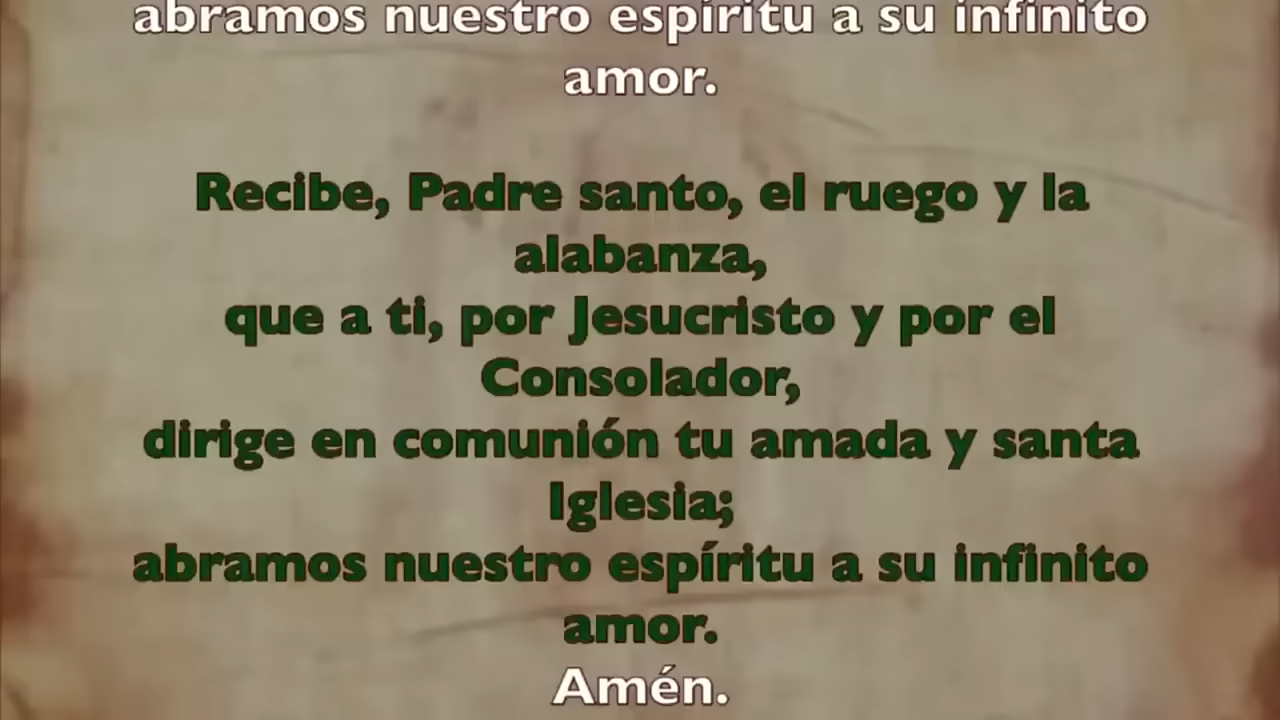 abramos nuestro espíritu a su infinito
amor.
Recibe, Padre santo, el ruego y la
alabanza,
que a ti, por Jesucristo y por el
Consolador,
dirige en comunión tu amada y santa
Iglesia;
abramos nuestro espíritu a su infinito
amor.
Amén.